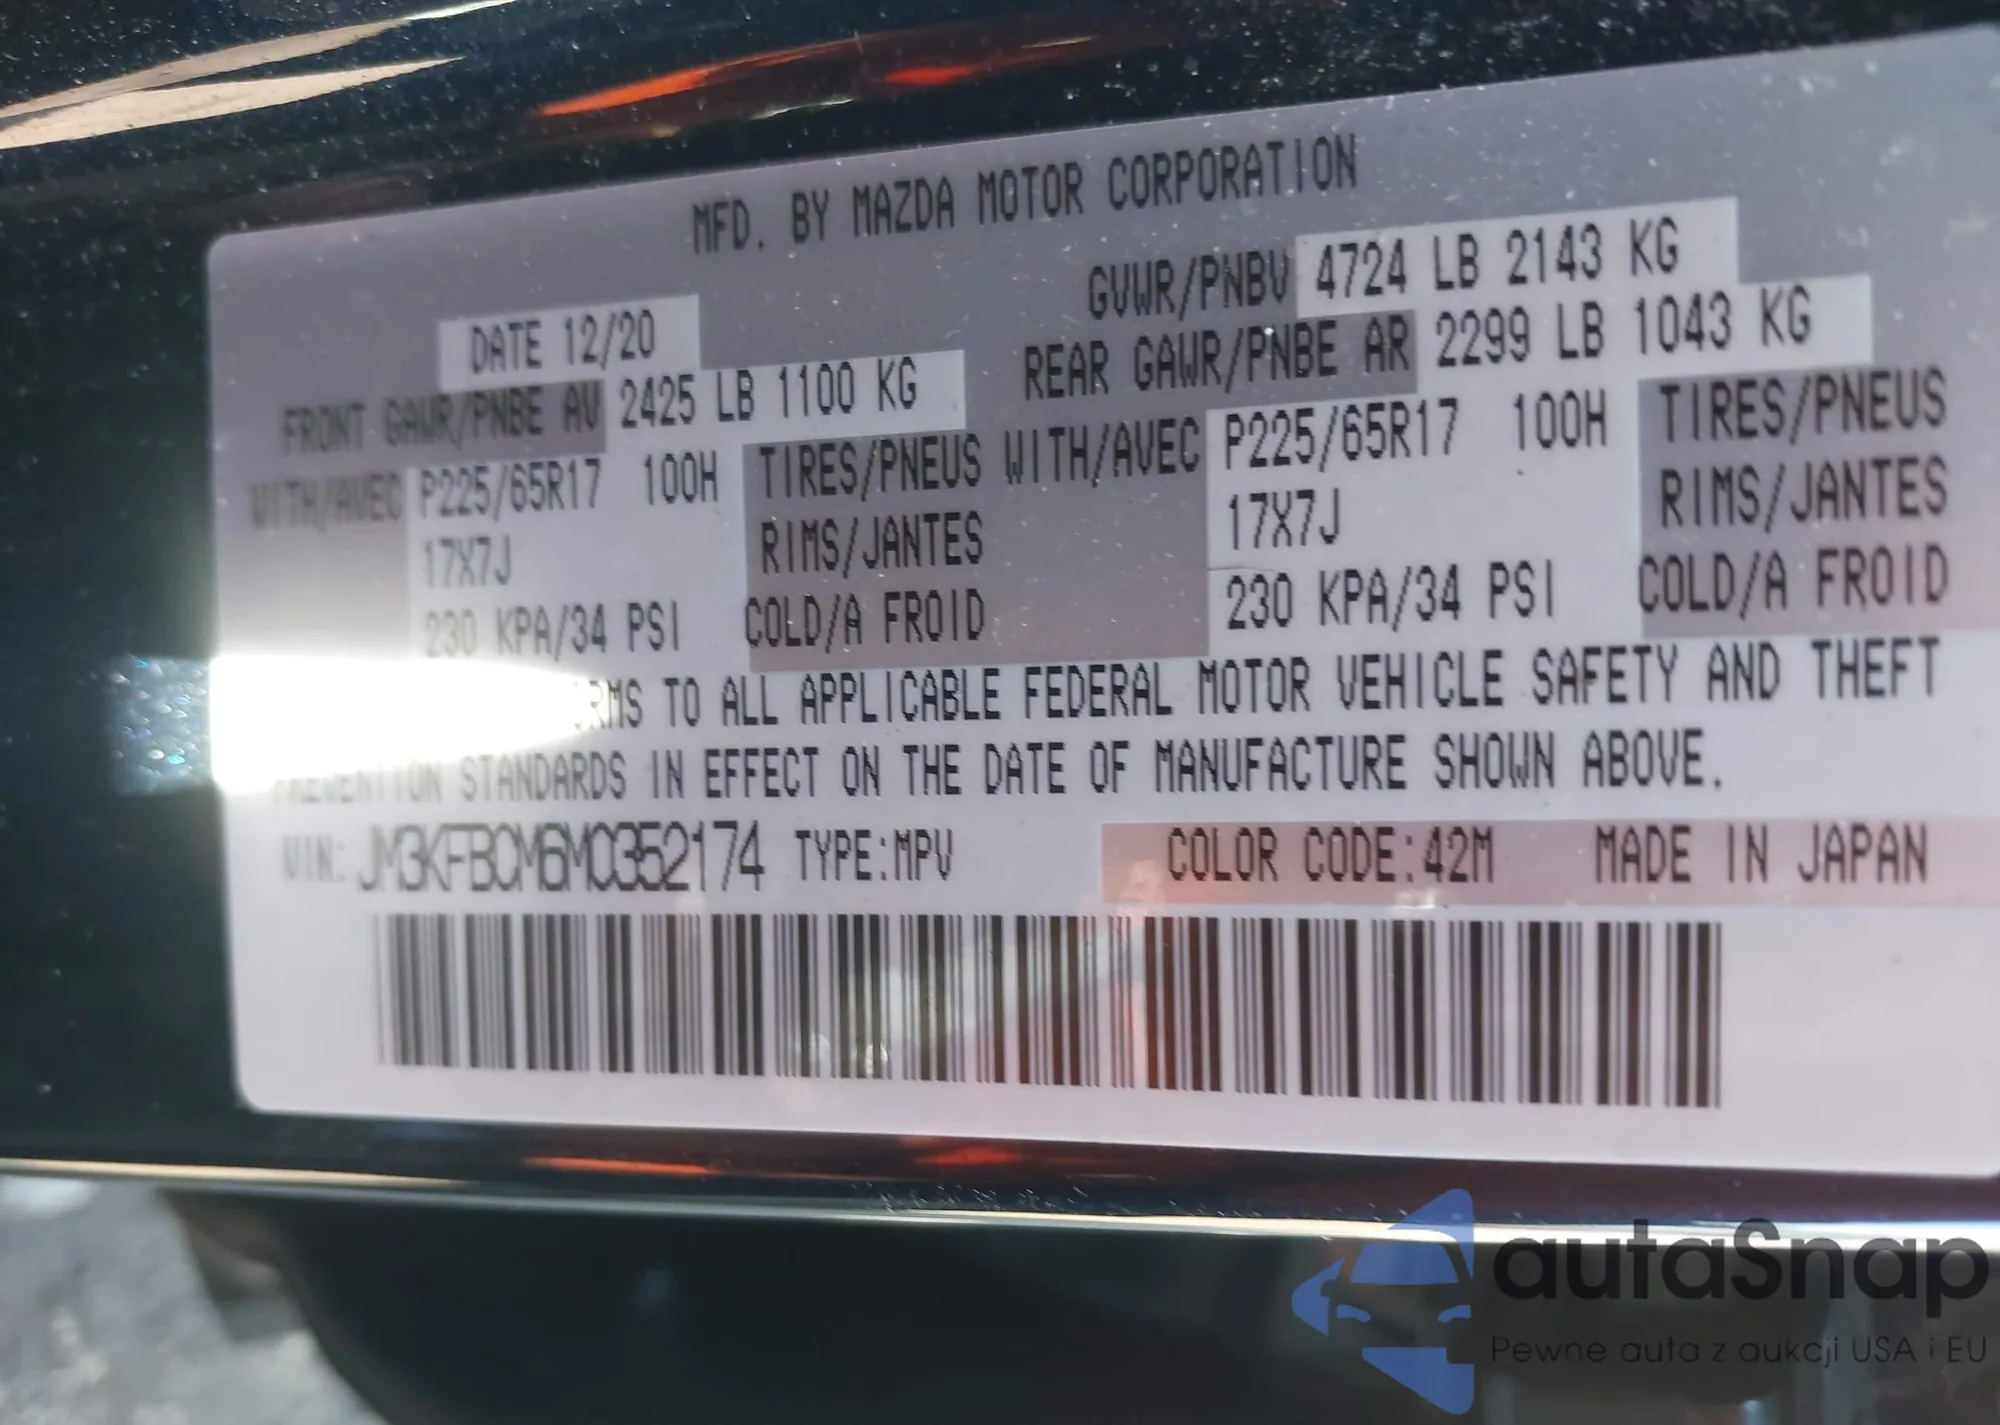 MFD. BY MAZDA MOTOR CORPORATION
GVWR/PNBV 4724 LB 2143 KG
DATE 12/20
FRONT GAWR/PNBE AV 2425 LB 1100 KG
REAR GAWR/PNBE AR 2299 LB 1043 KG
WITH/AVEC P225/65R17 100H TIRES/PNEUS WITH/AVEC P225/65R17 100H TIRES/PNEUS
17X7J RIMS/JANTES 17X7J RIMS/JANTES
230 KPA/34 PSI COLD/A FROID 230 KPA/34 PSI COLD/A FROID
TO ALL APPLICABLE FEDERAL MOTOR VEHICLE SAFETY AND THEFT
PREVENTION STANDARDS IN EFFECT ON THE DATE OF MANUFACTURE SHOWN ABOVE.
VIN: JM3KFBCM6M0352174 TYPE:MPV COLOR CODE:42M MADE IN JAPAN
autaSnap
Pewne auta z aukcji USA i EU